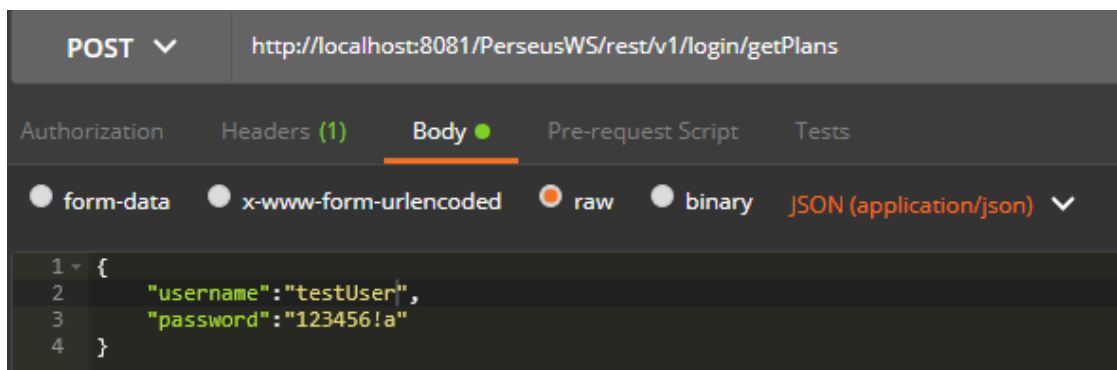 POST http://localhost:8081/PerseusWS/rest/v1/login/getPlans
Authorization Headers (1) Body Pre-request Script Tests
form-data x-www-form-urlencoded raw binary JSON (application/json)
1 {
2 "username":"testUser",
3 "password":"123456!a"
4 }